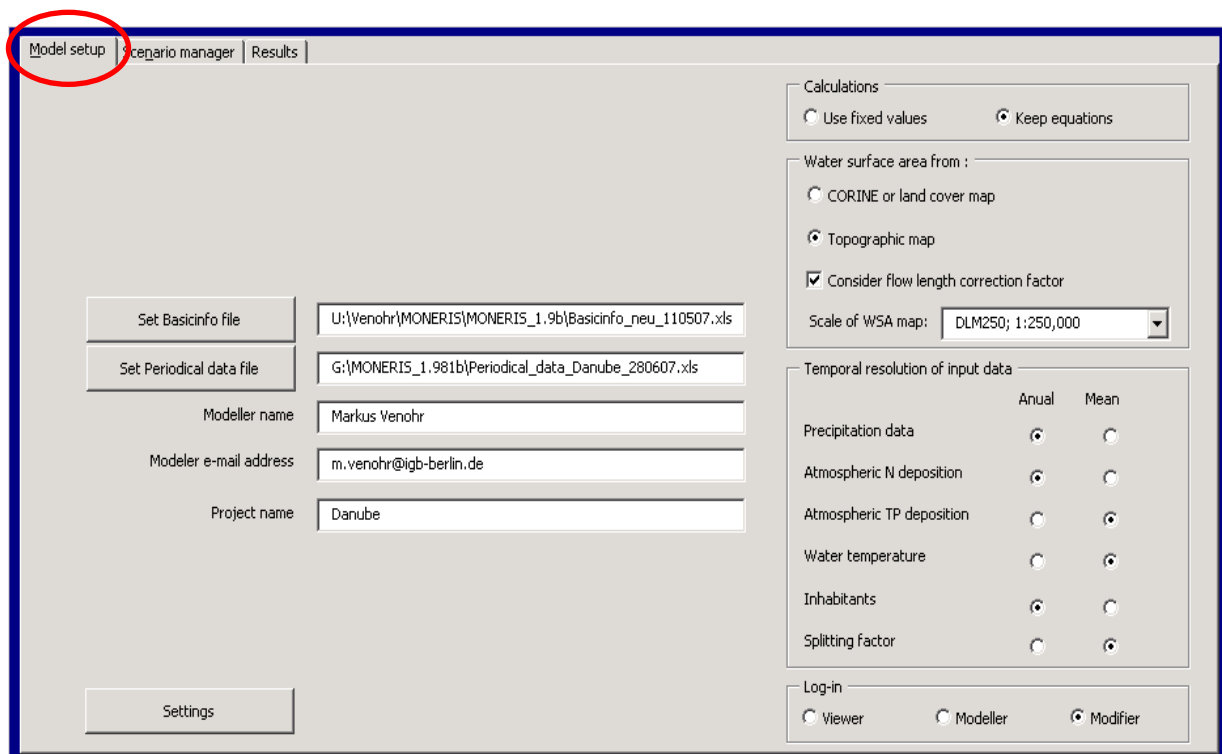 Model setup
Scenario manager
Results
Calculations
Use fixed values
Keep equations
Water surface area from :
CORINE or land cover map
Topographic map
Consider flow length correction factor
Scale of WSA map:
DLM250; 1:250,000
Set Basicinfo file
U:\Venohr\MONERIS\MONERIS_1.9b\Basicinfo_neu_110507.xls
Set Periodical data file
G:\MONERIS_1.981b\Periodical_data_Danube_280607.xls
Modeller name
Markus Venohr
Modeler e-mail address
m.venohr@igb-berlin.de
Project name
Danube
Temporal resolution of input data
Anual Mean
Precipitation data
Atmospheric N deposition
Atmospheric TP deposition
Water temperature
Inhabitants
Splitting factor
Settings
Log-in
Viewer
Modeller
Modifier